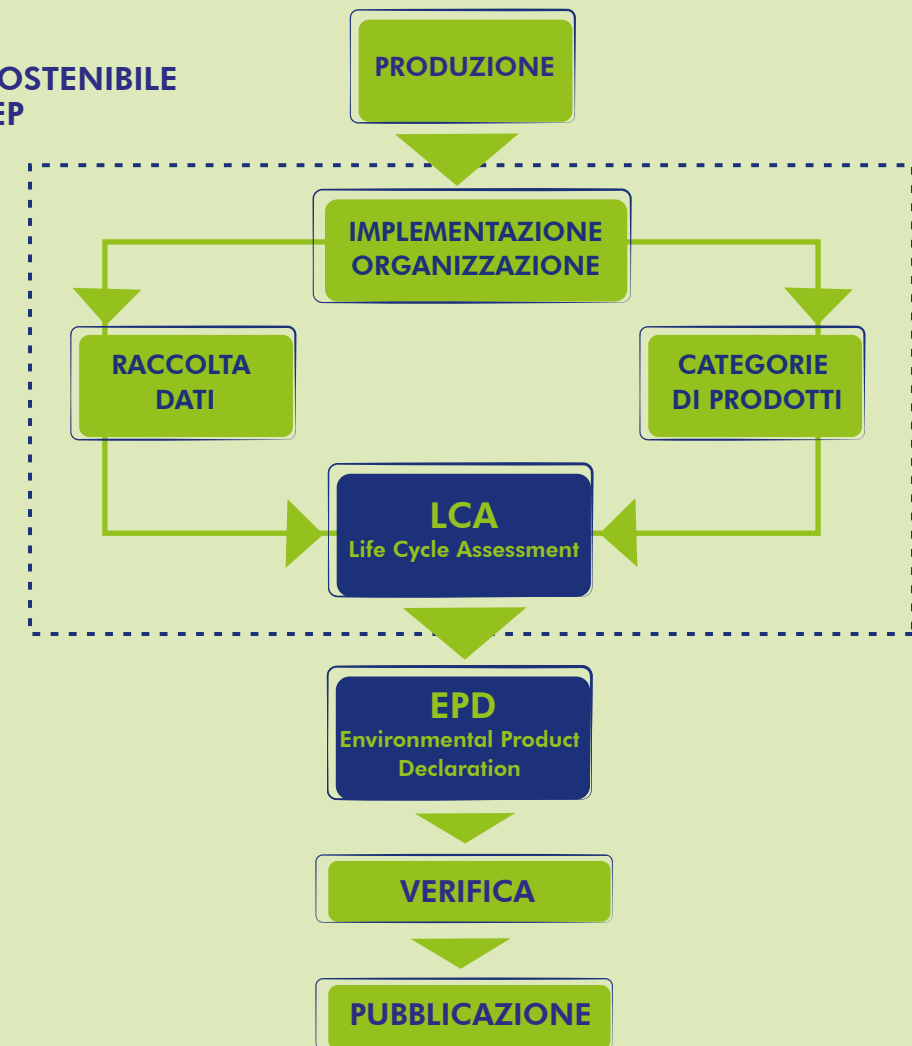 OSTENIBILE
EP
PRODUZIONE
IMPLEMENTAZIONE
ORGANIZZAZIONE
RACCOLTA
DATI
CATEGORIE
DI PRODOTTI
LCA
Life Cycle Assessment
EPD
Environmental Product
Declaration
VERIFICA
PUBBLICAZIONE